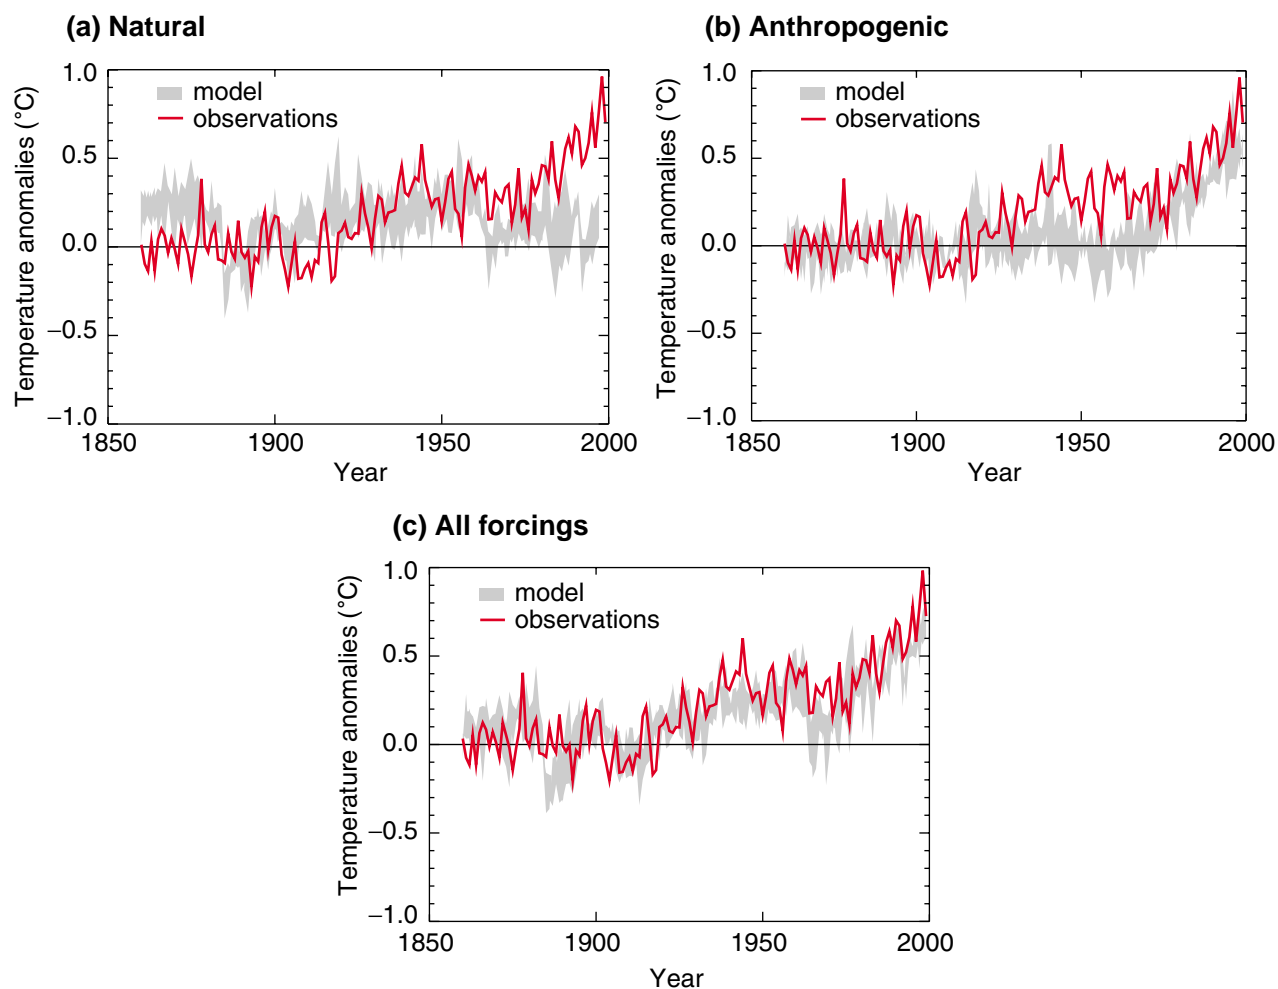 (a) Natural
Temperature anomalies (°C)
1.0
0.5
0.0
−0.5
−1.0
model
observations
1850
1900
1950
2000
Year
(b) Anthropogenic
Temperature anomalies (°C)
1.0
0.5
0.0
−0.5
−1.0
model
observations
1850
1900
1950
2000
Year
(c) All forcings
Temperature anomalies (°C)
1.0
0.5
0.0
−0.5
−1.0
model
observations
1850
1900
1950
2000
Year